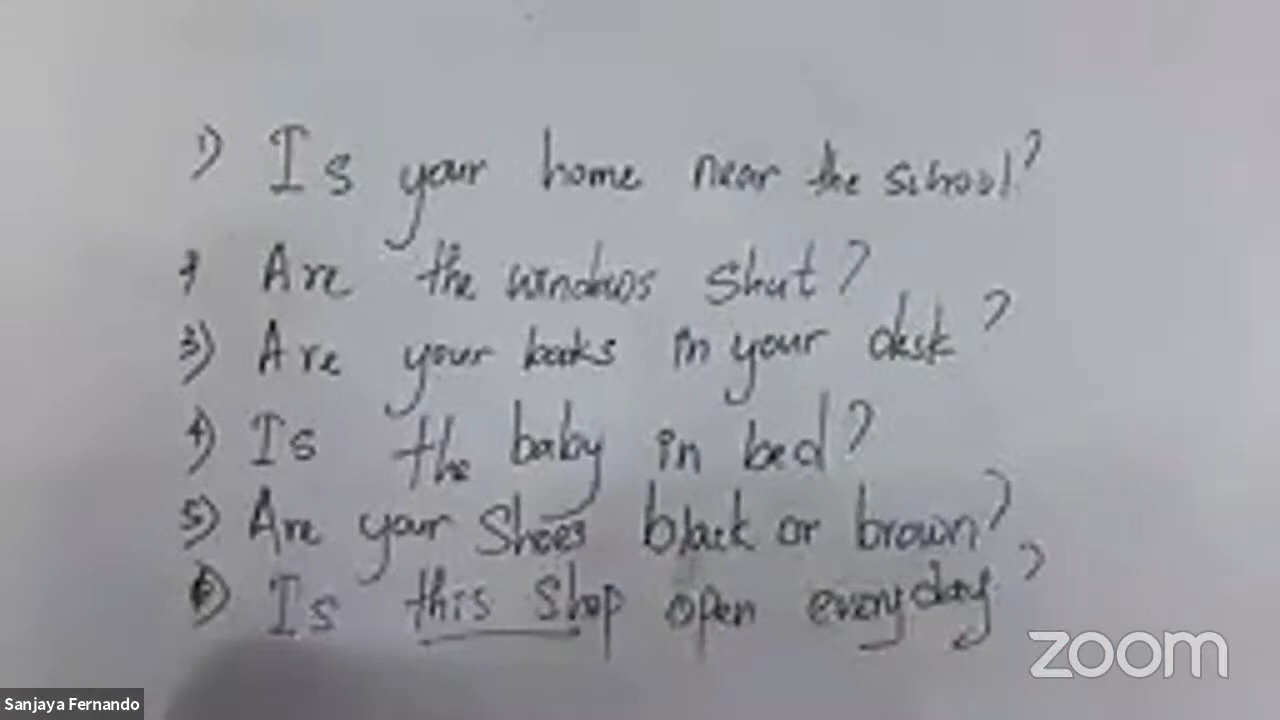 1) Is your home near the school?
Are the windows shut?
3) Are your books in your desk?
4) Is the baby in bed?
5) Are your shoes black or brown?
6) Is this shop open everyday?
zoom
Sanjaya Fernando